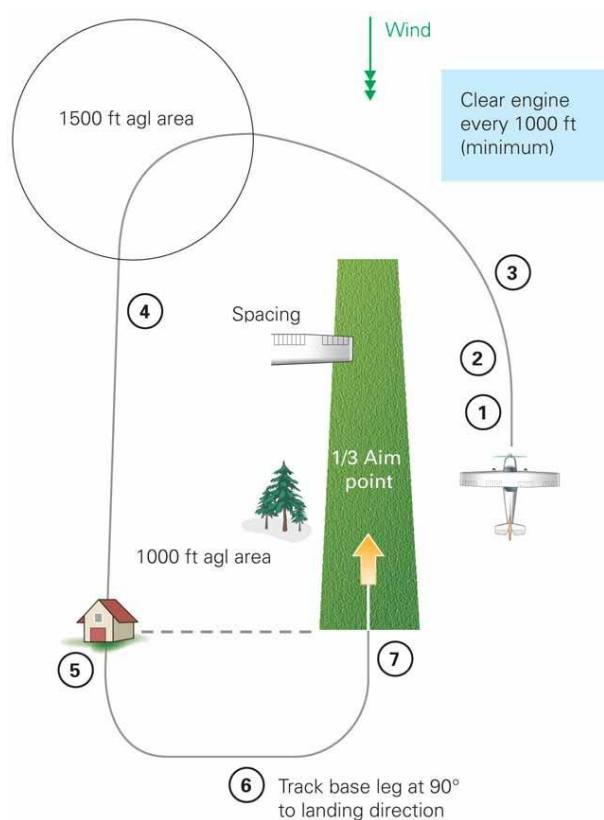 Wind
1500 ft agl area
Clear engine
every 1000 ft
(minimum)
3
4
Spacing
2
1
1/3 Aim
point
1000 ft agl area
5
7
6
Track base leg at 90°
to landing direction